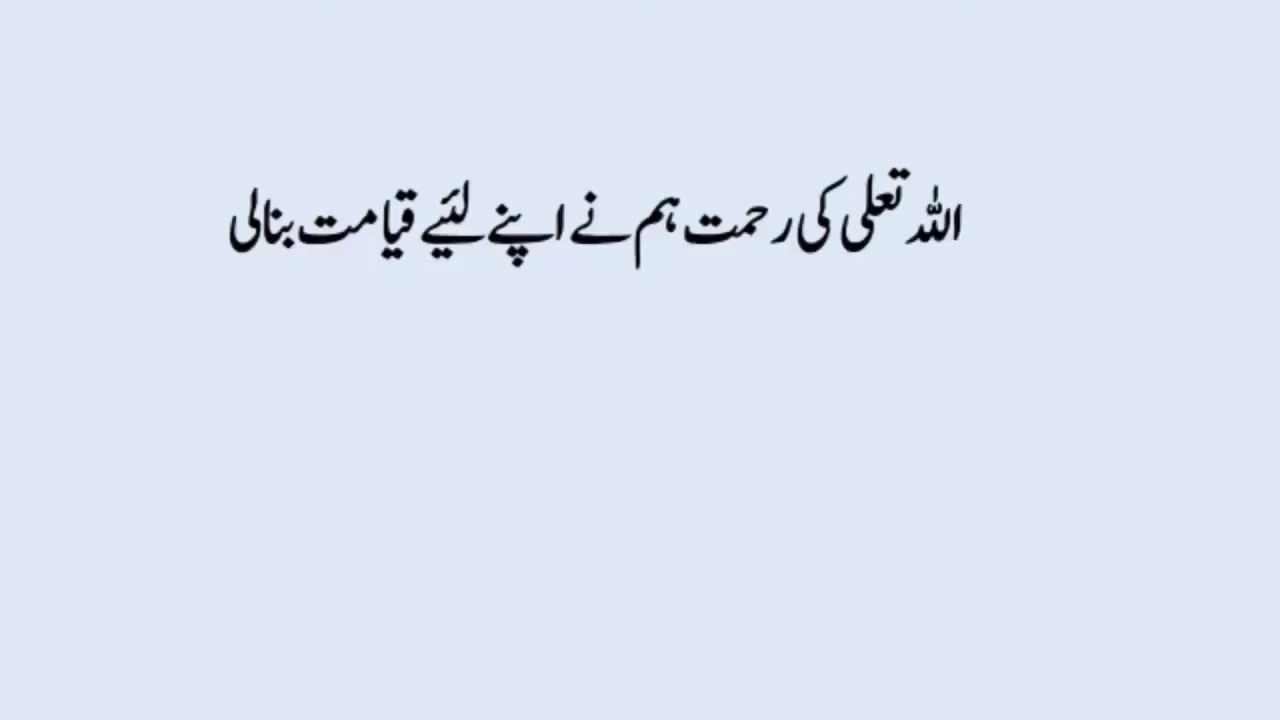 اللہ تعلی کی رحمت ہم نے اپنے لئیے قیامت بنالی